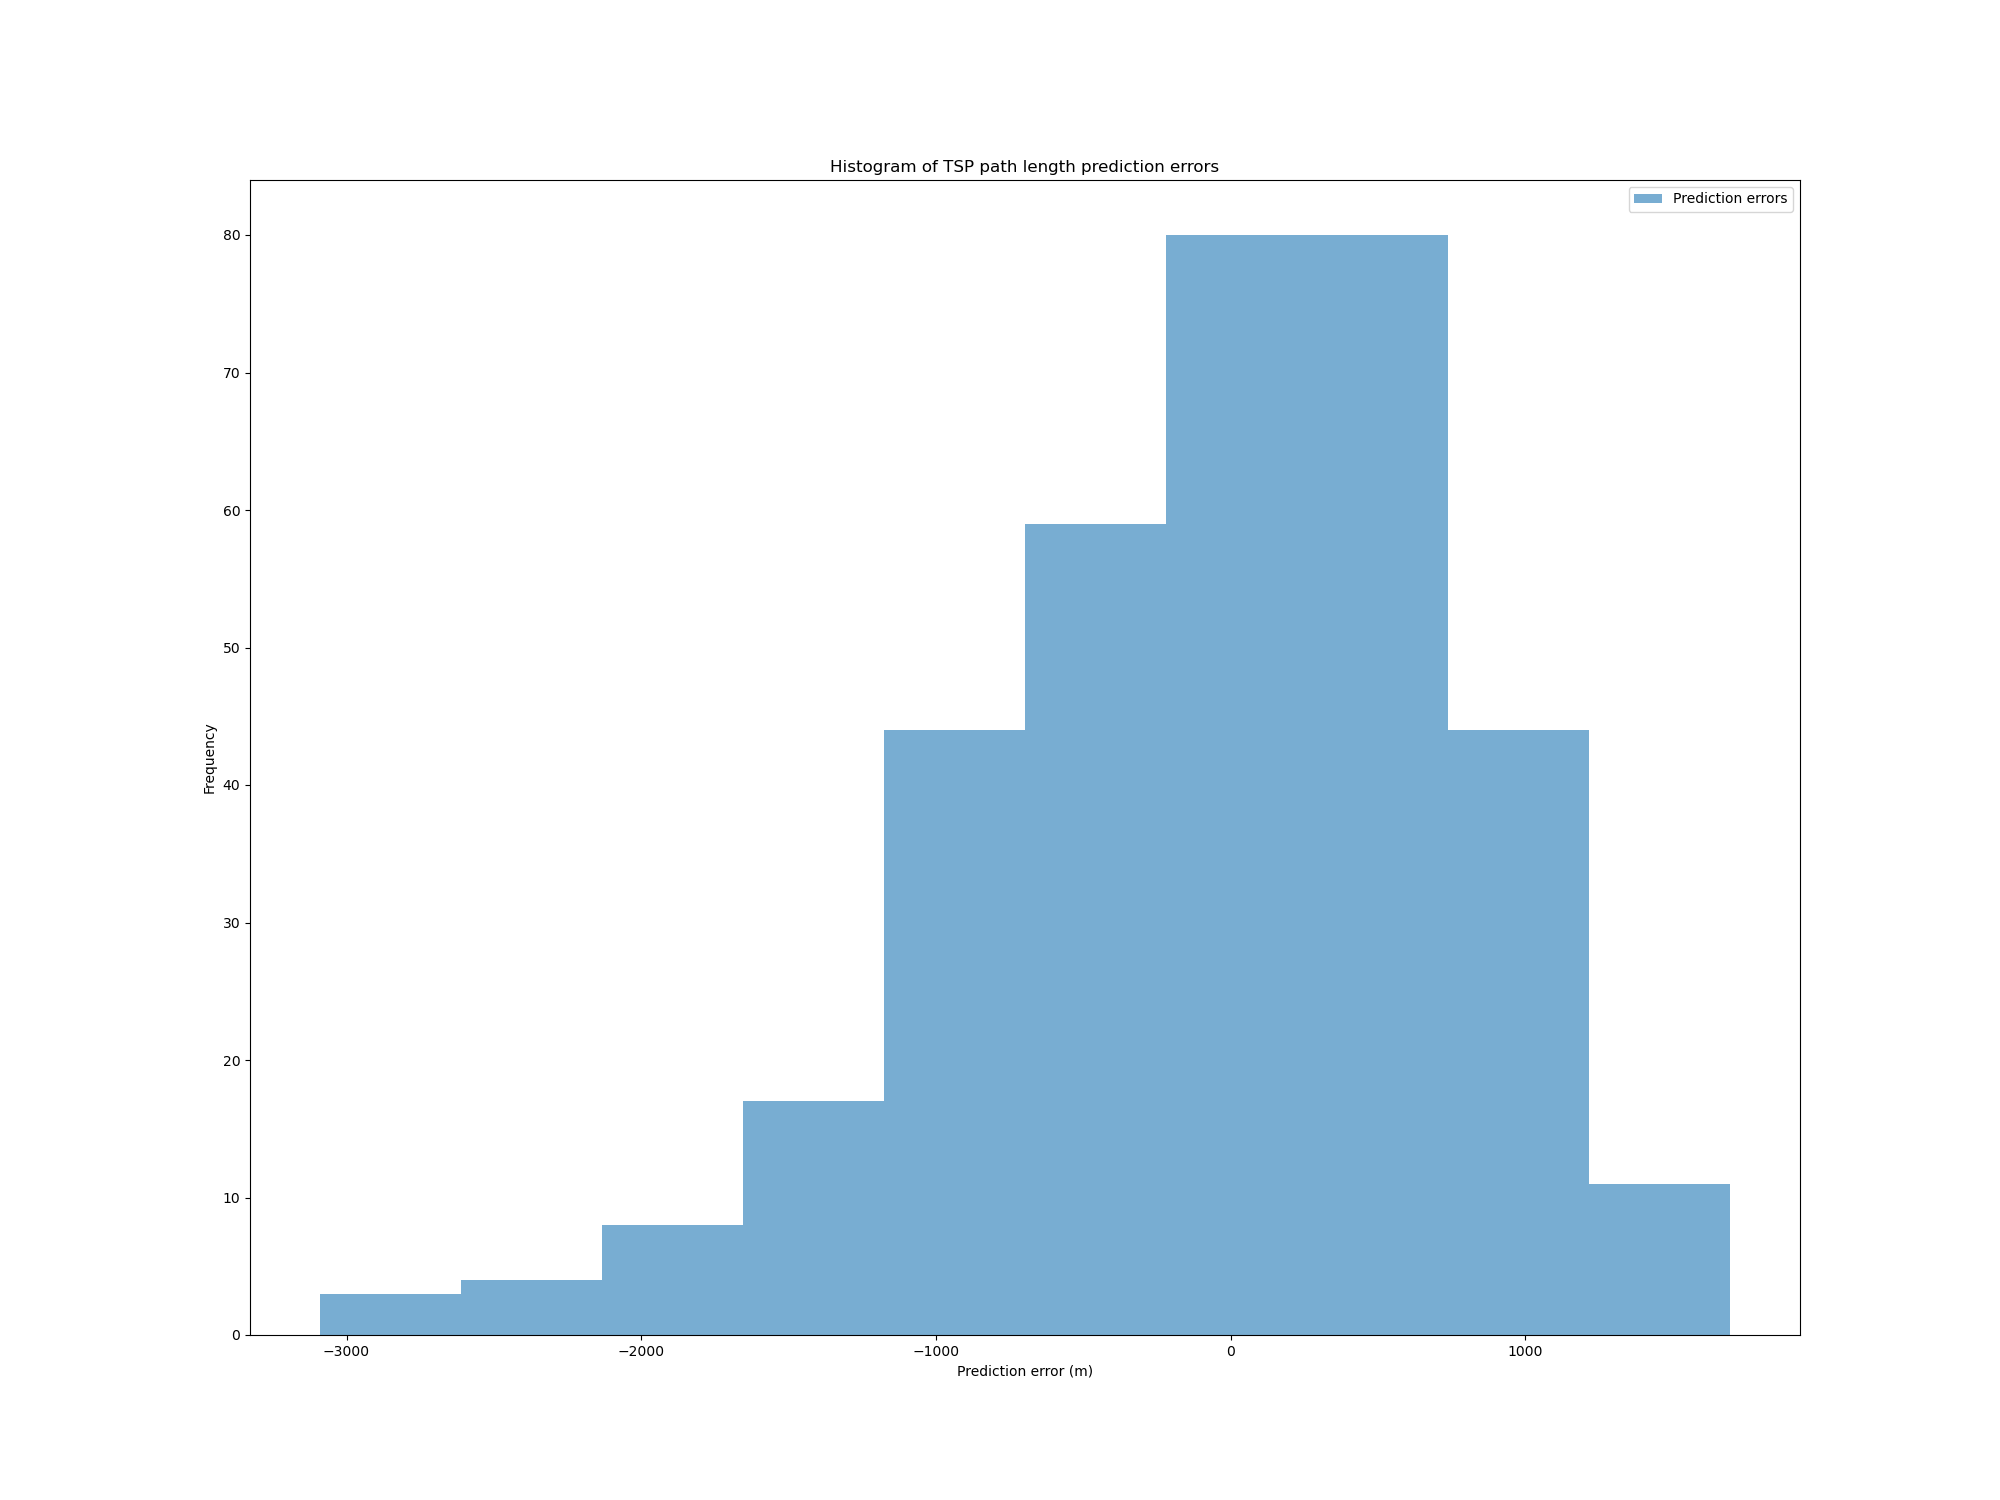 Histogram of TSP path length prediction errors
Prediction errors
80
70
60
50
40
30
20
10
0
Frequency
−3000 −2000 −1000 0 1000
Prediction error (m)